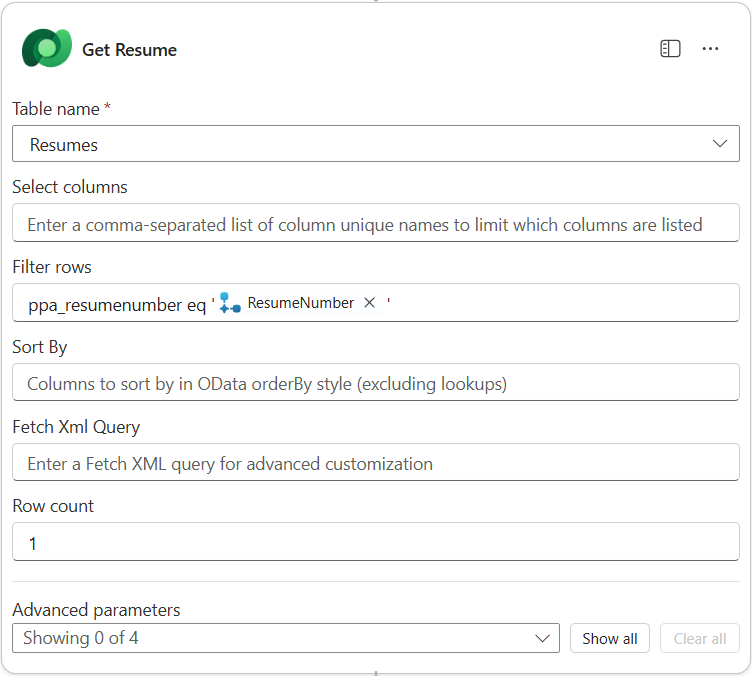 Get Resume
Table name *
Resumes
Select columns
Enter a comma-separated list of column unique names to limit which columns are listed
Filter rows
ppa_resumenumber eq ' ResumeNumber × '
Sort By
Columns to sort by in OData orderBy style (excluding lookups)
Fetch Xml Query
Enter a Fetch XML query for advanced customization
Row count
1
Advanced parameters
Showing 0 of 4 Show all Clear all